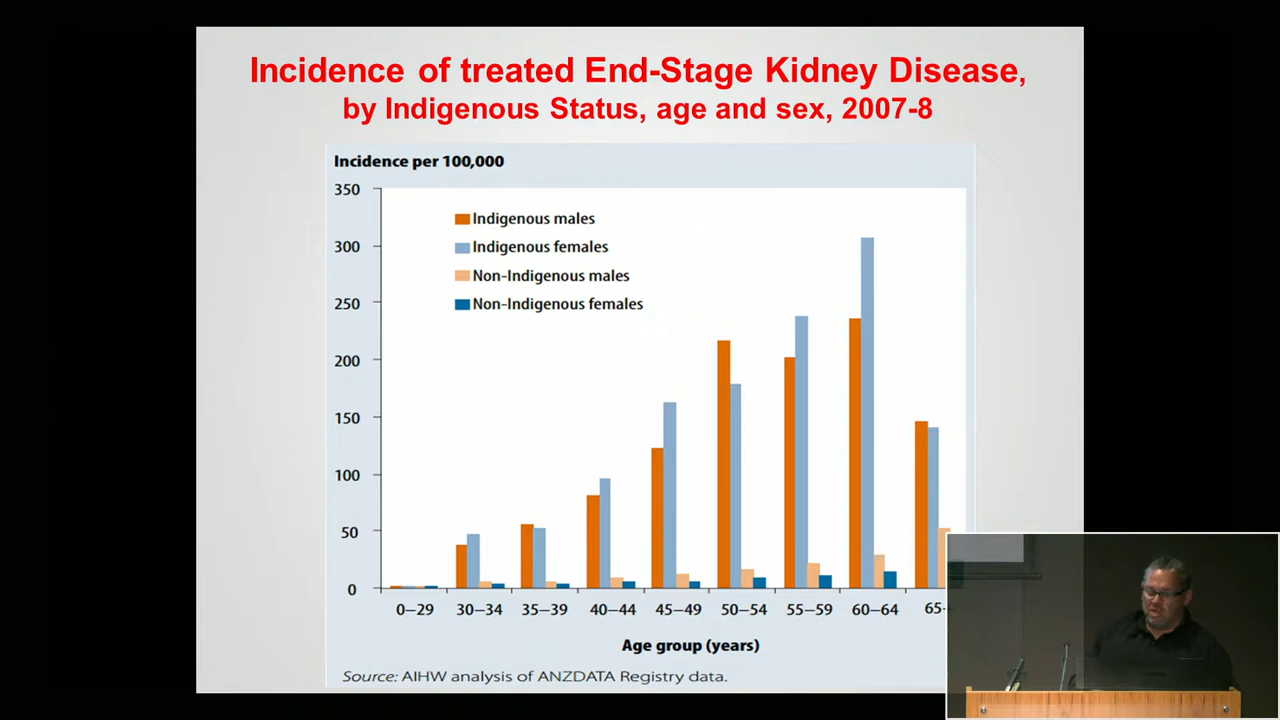 Incidence of treated End-Stage Kidney Disease,
by Indigenous Status, age and sex, 2007-8
Incidence per 100,000
350
300
250
200
150
100
50
0
Indigenous males
Indigenous females
Non-Indigenous males
Non-Indigenous females
0–29 30–34 35–39 40–44 45–49 50–54 55–59 60–64 65
Age group (years)
Source: AIHW analysis of ANZDATA Registry data.